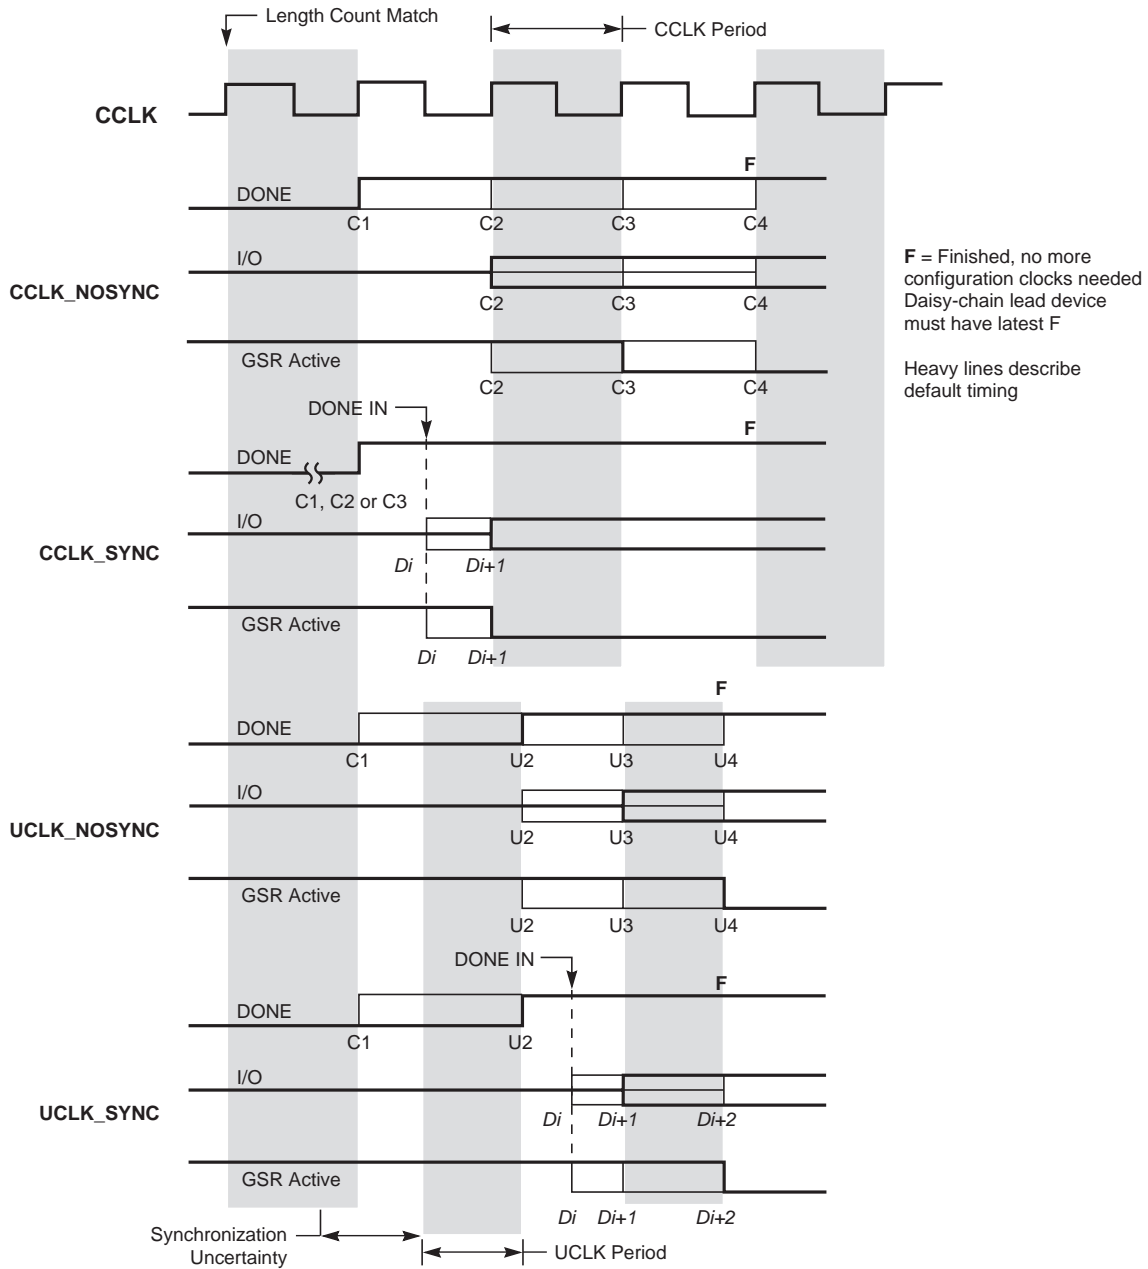 Length Count Match
CCLK Period
CCLK
F
DONE
C1 C2 C3 C4
I/O
CCLK_NOSYNC
C2 C3 C4
GSR Active
C2 C3 C4
F = Finished, no more
configuration clocks needed
Daisy-chain lead device
must have latest F
Heavy lines describe
default timing
DONE IN
F
DONE
C1, C2 or C3
I/O
CCLK_SYNC
Di Di+1
GSR Active
Di Di+1
F
DONE
C1 U2 U3 U4
I/O
UCLK_NOSYNC
U2 U3 U4
GSR Active
U2 U3 U4
DONE IN
F
DONE
C1 U2
I/O
UCLK_SYNC
Di Di+1 Di+2
GSR Active
Di Di+1 Di+2
Synchronization
Uncertainty
UCLK Period